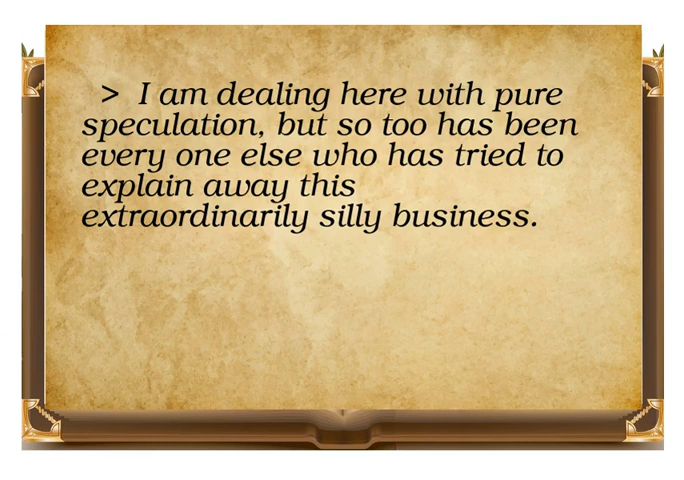 > I am dealing here with pure
speculation, but so too has been
every one else who has tried to
explain away this
extraordinarily silly business.